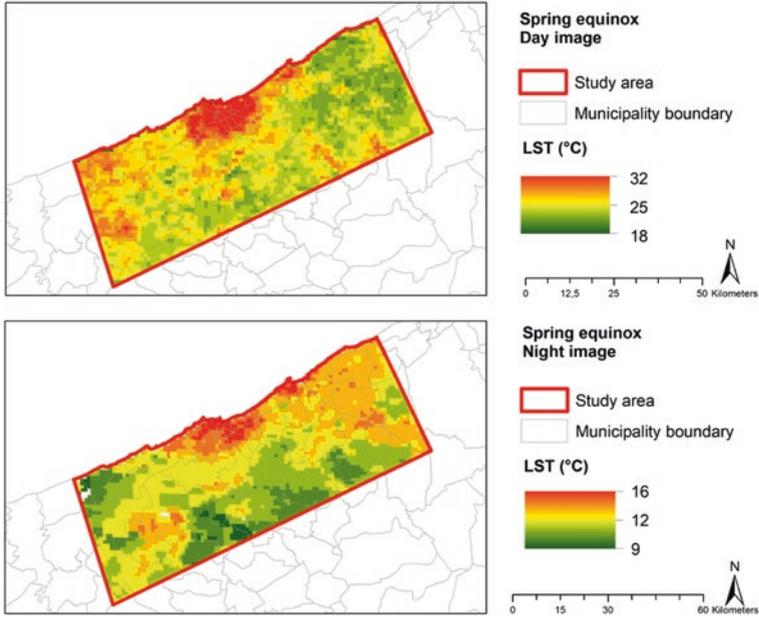 Spring equinox
Day image
Study area
Municipality boundary
LST (°C)
32
25
18
N
0 12,5 25 50 Kilometers
Spring equinox
Night image
Study area
Municipality boundary
LST (°C)
16
12
9
N
0 15 30 60 Kilometers